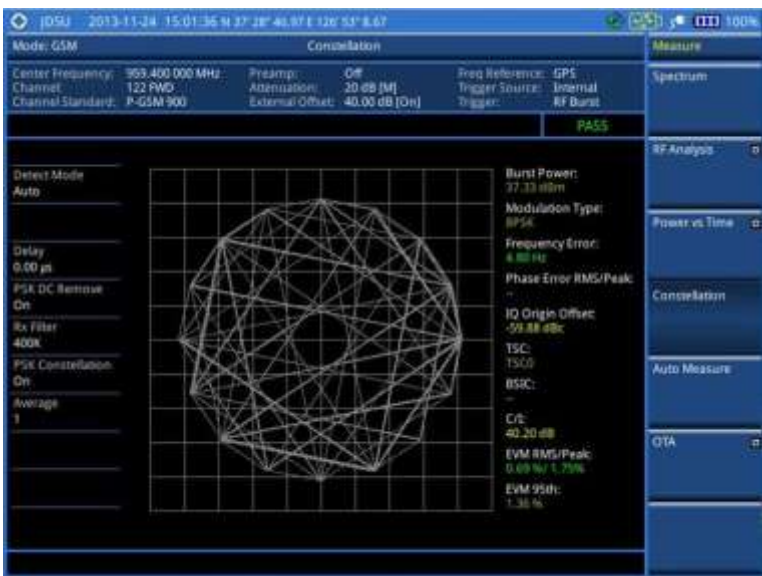 JDSU 2013-11-24 15:01:36 N 37° 28' 46.97 E 126° 53' 8.67 100%
Mode: GSM Constellation Measure
Center Frequency: 959.400 000 MHz Preamp: Off Freq Reference: GPS
Channel: 122 FWD Attenuation: 20 dB [M] Trigger Source: Internal
Channel Standard: P-GSM 900 External Offset: 40.00 dB [On] Trigger: RF Burst
Spectrum
PASS
RF Analysis
Detect Mode
Auto
Burst Power:
37.33 dBm
Modulation Type:
8PSK
Power vs Time
Delay
0.00 µs
Frequency Error:
4.80 Hz
PSK DC Remove
On
Phase Error RMS/Peak:
--
Constellation
Rx Filter
400K
IQ Origin Offset:
-59.88 dBc
TSC:
TSC0
PSK Constellation
On
BSIC:
--
Auto Measure
Average
1
C/I:
40.20 dB
OTA
EVM RMS/Peak:
0.69 %/ 1.75%
EVM 95th:
1.36 %